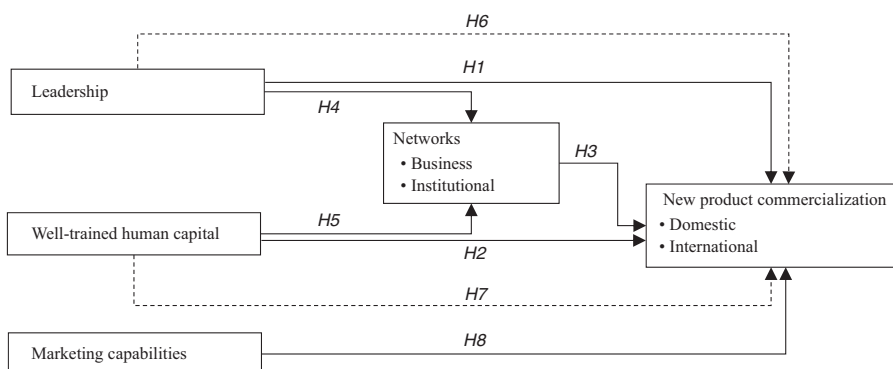 H6
H1
Leadership
H4
Networks
• Business
• Institutional
H3
New product commercialization
• Domestic
• International
H5
Well-trained human capital
H2
H7
H8
Marketing capabilities